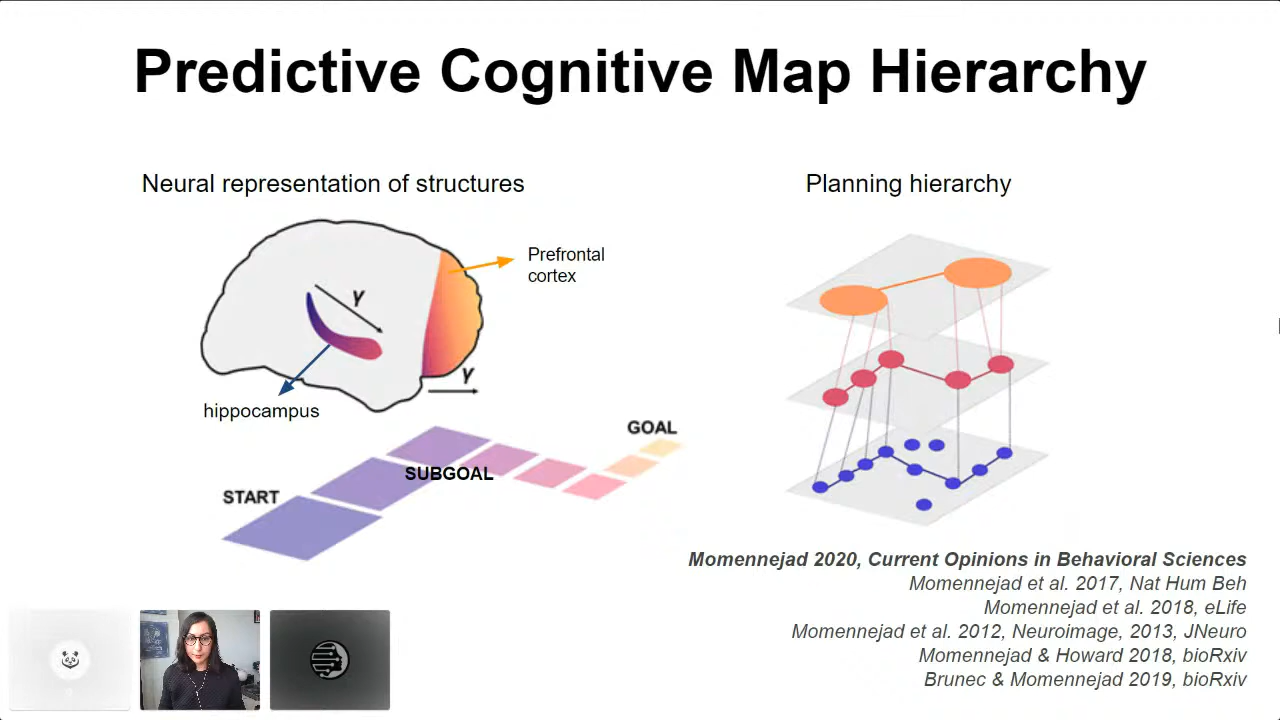 Predictive Cognitive Map Hierarchy
Neural representation of structures
Planning hierarchy
Prefrontal
cortex
γ
γ
hippocampus
GOAL
SUBGOAL
START
Momennejad 2020, Current Opinions in Behavioral Sciences
Momennejad et al. 2017, Nat Hum Beh
Momennejad et al. 2018, eLife
Momennejad et al. 2012, Neuroimage, 2013, JNeuro
Momennejad & Howard 2018, bioRxiv
Brunec & Momennejad 2019, bioRxiv